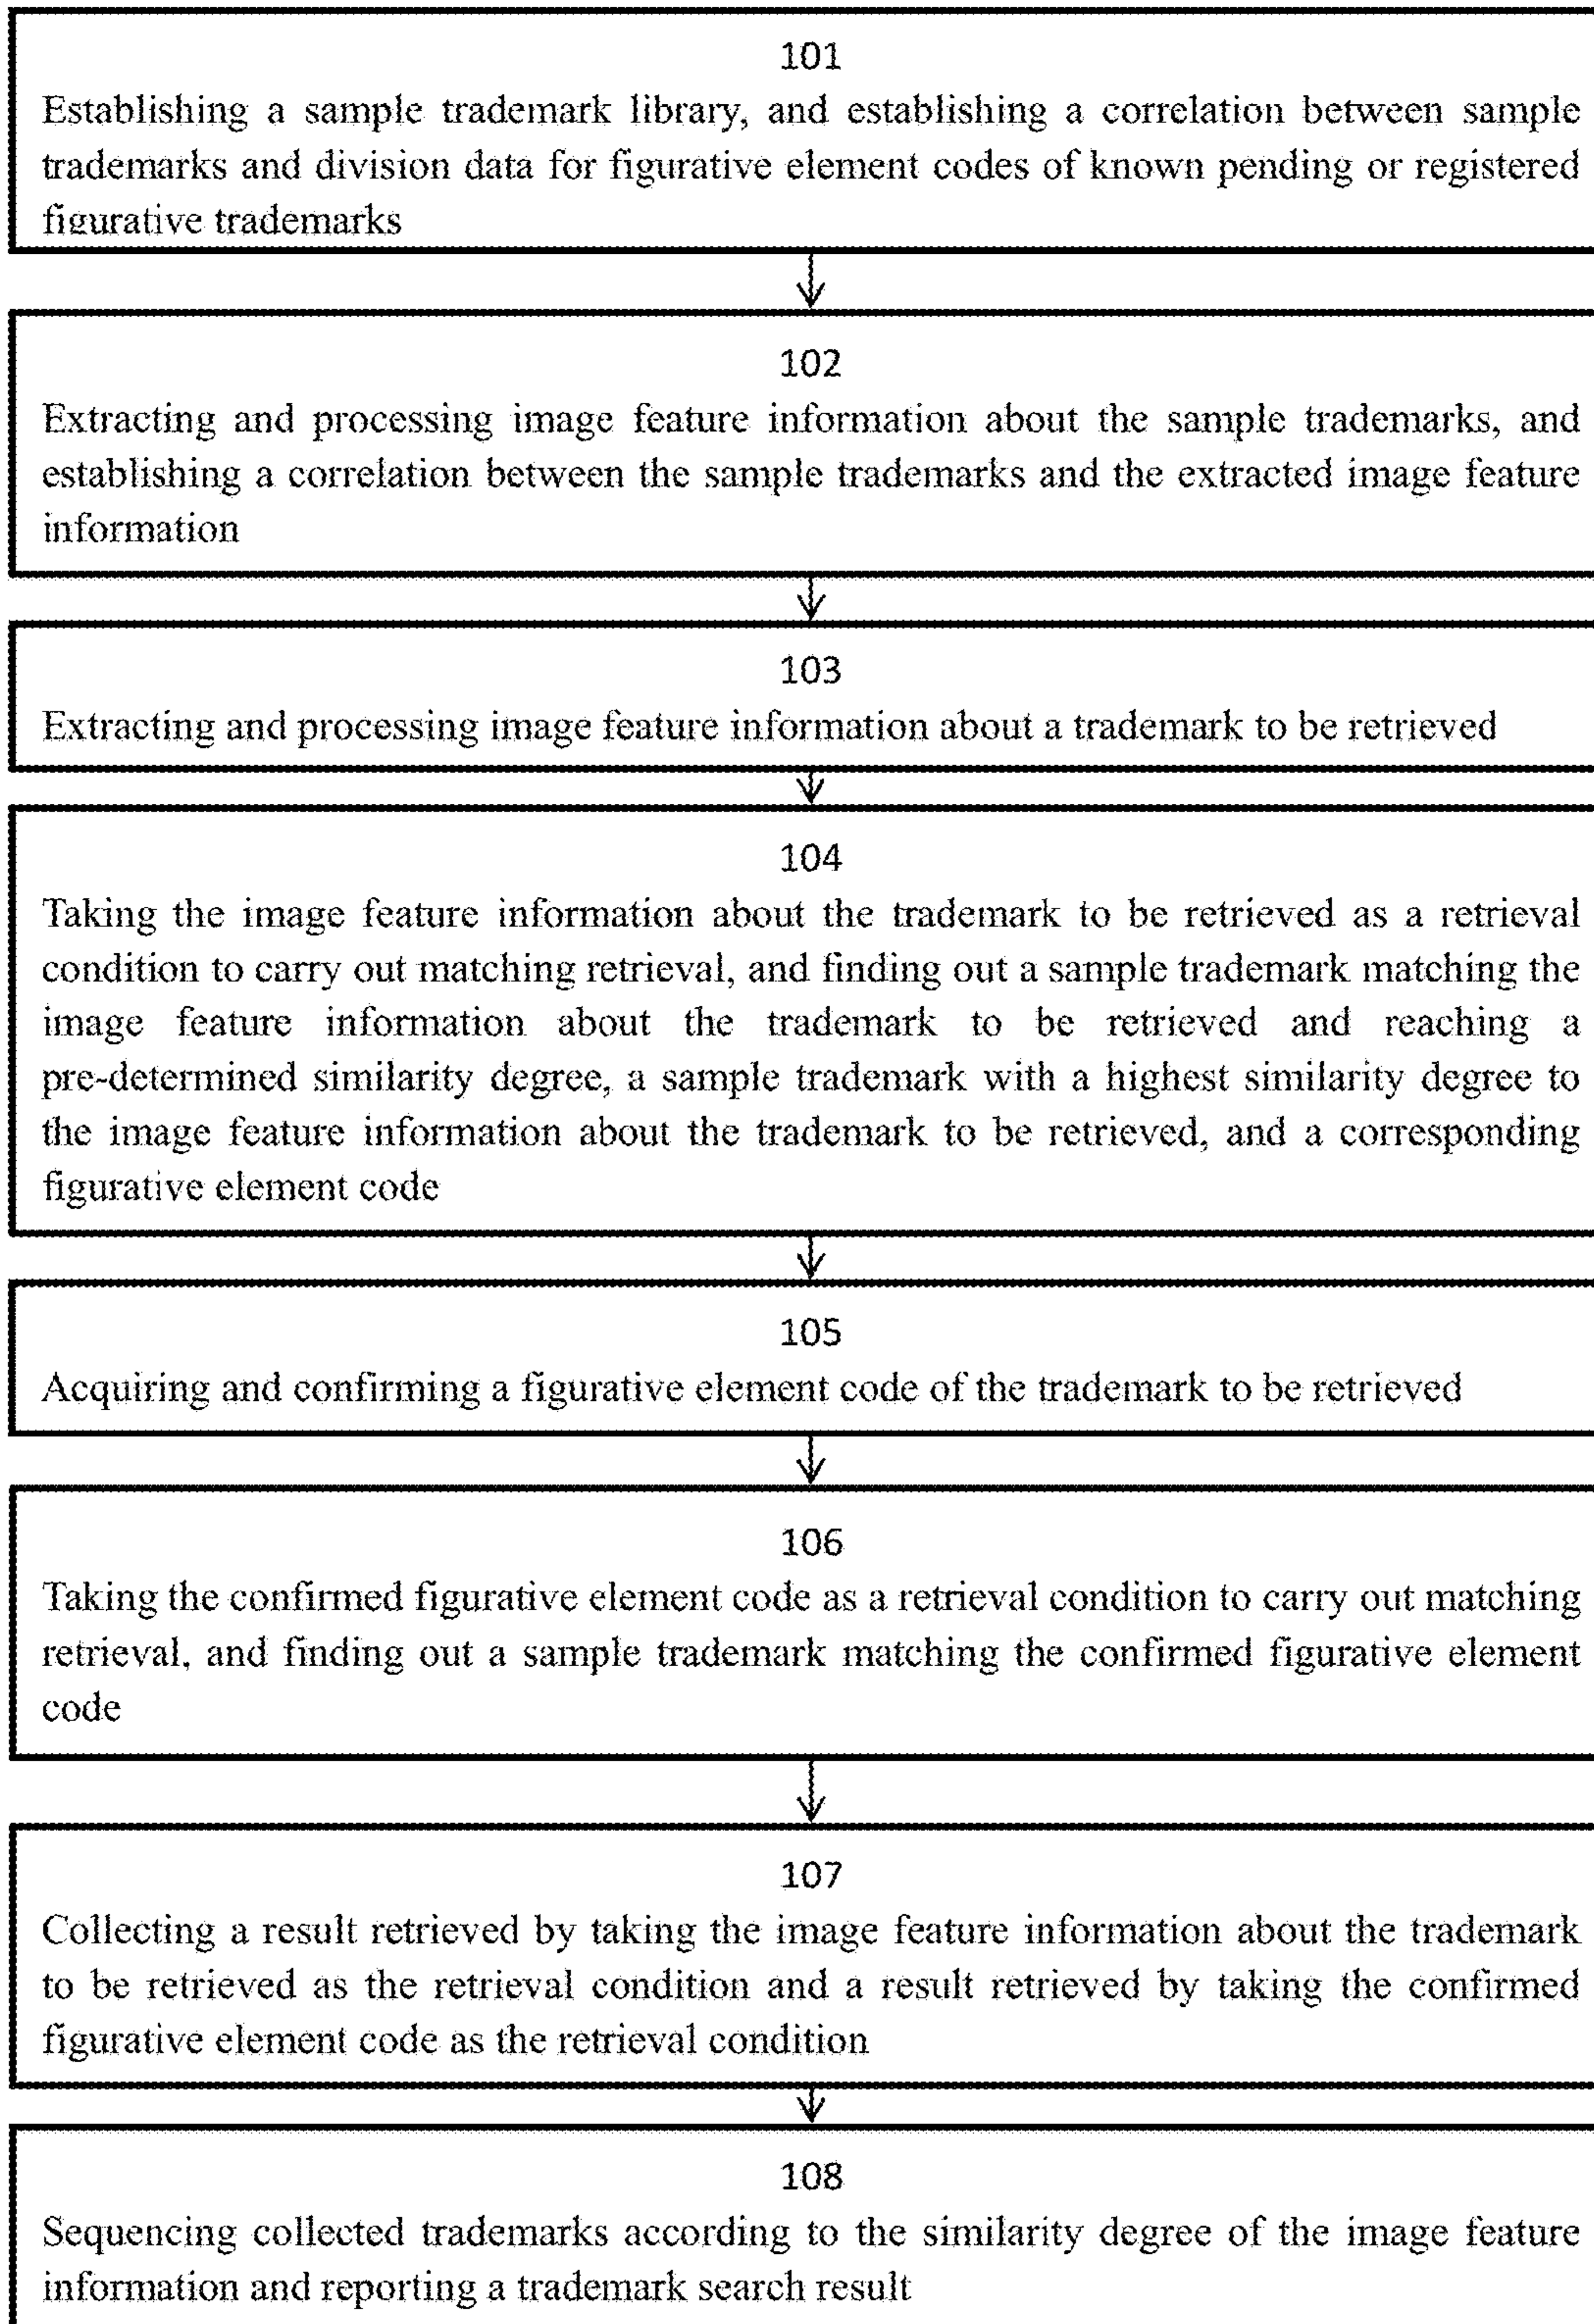 101
Establishing a sample trademark library, and establishing a correlation between sample
trademarks and division data for figurative element codes of known pending or registered
figurative trademarks
102
Extracting and processing image feature information about the sample trademarks, and
establishing a correlation between the sample trademarks and the extracted image feature
information
103
Extracting and processing image feature information about a trademark to be retrieved
104
Taking the image feature information about the trademark to be retrieved as a retrieval
condition to carry out matching retrieval, and finding out a sample trademark matching the
image feature information about the trademark to be retrieved and reaching a
pre-determined similarity degree, a sample trademark with a highest similarity degree to
the image feature information about the trademark to be retrieved, and a corresponding
figurative element code
105
Acquiring and confirming a figurative element code of the trademark to be retrieved
106
Taking the confirmed figurative element code as a retrieval condition to carry out matching
retrieval, and finding out a sample trademark matching the confirmed figurative element
code
107
Collecting a result retrieved by taking the image feature information about the trademark
to be retrieved as the retrieval condition and a result retrieved by taking the confirmed
figurative element code as the retrieval condition
108
Sequencing collected trademarks according to the similarity degree of the image feature
information and reporting a trademark search result